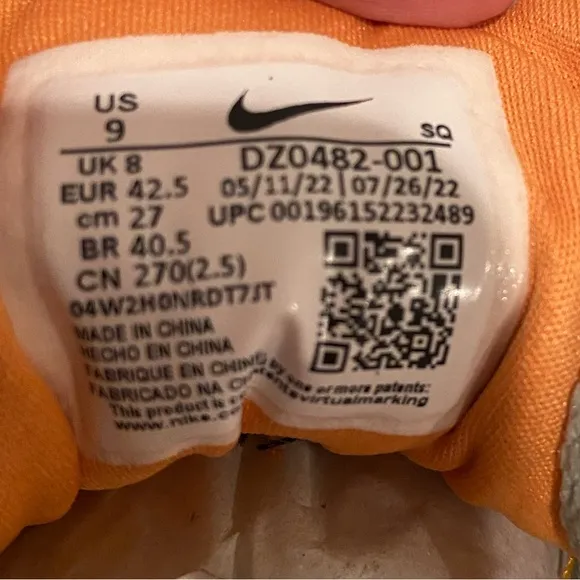 US
9
SQ
UK 8
DZ0482-001
EUR 42.5
05/11/22 | 07/26/22
cm 27
UPC 00196152232489
BR 40.5
CN 270(2.5)
04W2H0NRDT7JT
MADE IN CHINA
HECHO EN CHINA
FABRIQUE EN CHINE
FABRICADO NA
This product is
one or more patents:
www.nike
virtualmarking